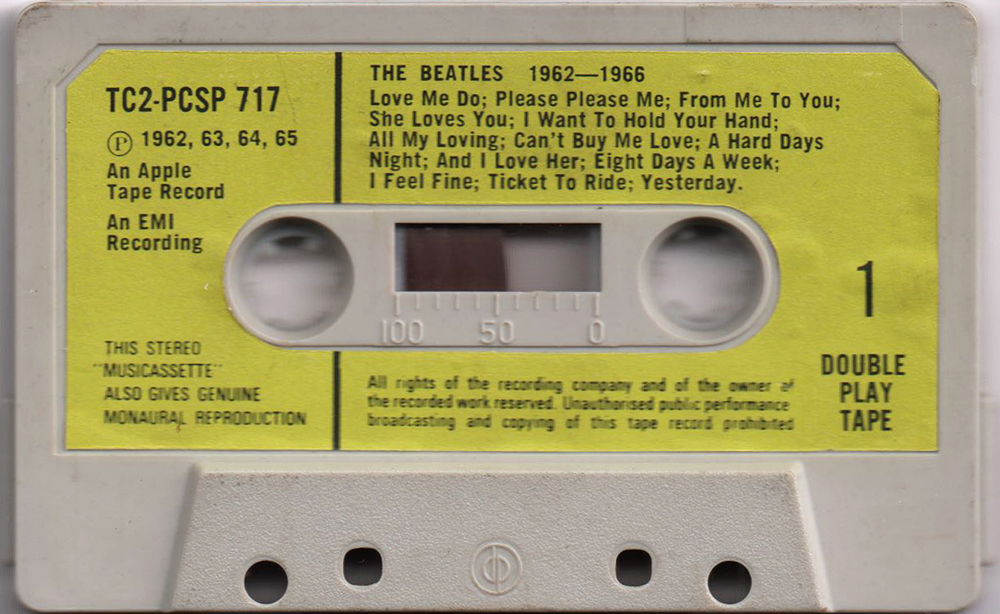 TC2-PCSP 717
Ⓟ 1962, 63, 64, 65
An Apple
Tape Record
An EMI
Recording
THIS STEREO
"MUSICASSETTE"
ALSO GIVES GENUINE
MONAURAL REPRODUCTION
THE BEATLES 1962—1966
Love Me Do; Please Please Me; From Me To You;
She Loves You; I Want To Hold Your Hand;
All My Loving; Can't Buy Me Love; A Hard Days
Night; And I Love Her; Eight Days A Week;
I Feel Fine; Ticket To Ride; Yesterday.
100 50 0
1
DOUBLE
PLAY
TAPE
All rights of the recording company and of the owner of
the recorded work reserved. Unauthorised public performance
broadcasting and copying of this tape record prohibited